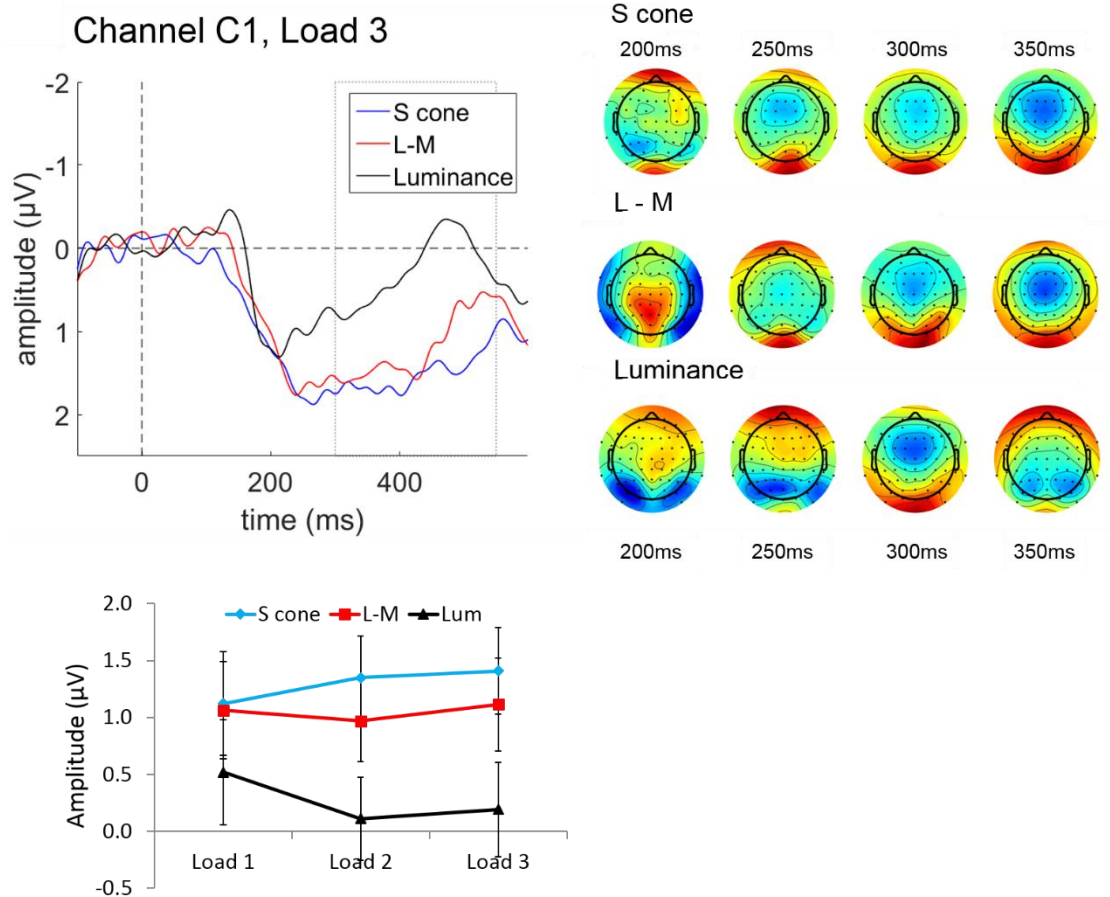 Channel C1, Load 3
-2
-1
0
1
2
amplitude (µV)
S cone
L-M
Luminance
0
200
400
time (ms)
S cone
200ms
250ms
300ms
350ms
L - M
Luminance
200ms
250ms
300ms
350ms
2.0
1.5
1.0
0.5
0.0
-0.5
Amplitude (µV)
S cone
L-M
Lum
Load 1
Load 2
Load 3